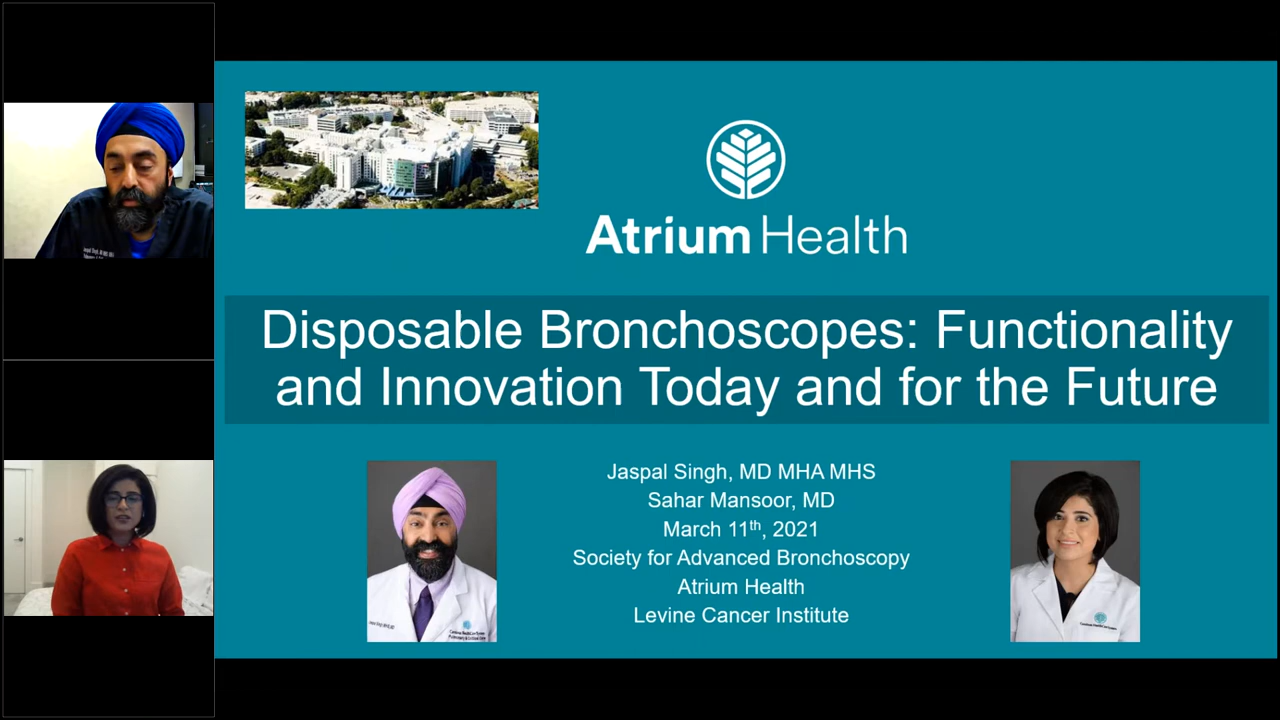 Atrium Health
Disposable Bronchoscopes: Functionality
and Innovation Today and for the Future
Jaspal Singh, MD MHA MHS
Sahar Mansoor, MD
March 11th, 2021
Society for Advanced Bronchoscopy
Atrium Health
Levine Cancer Institute